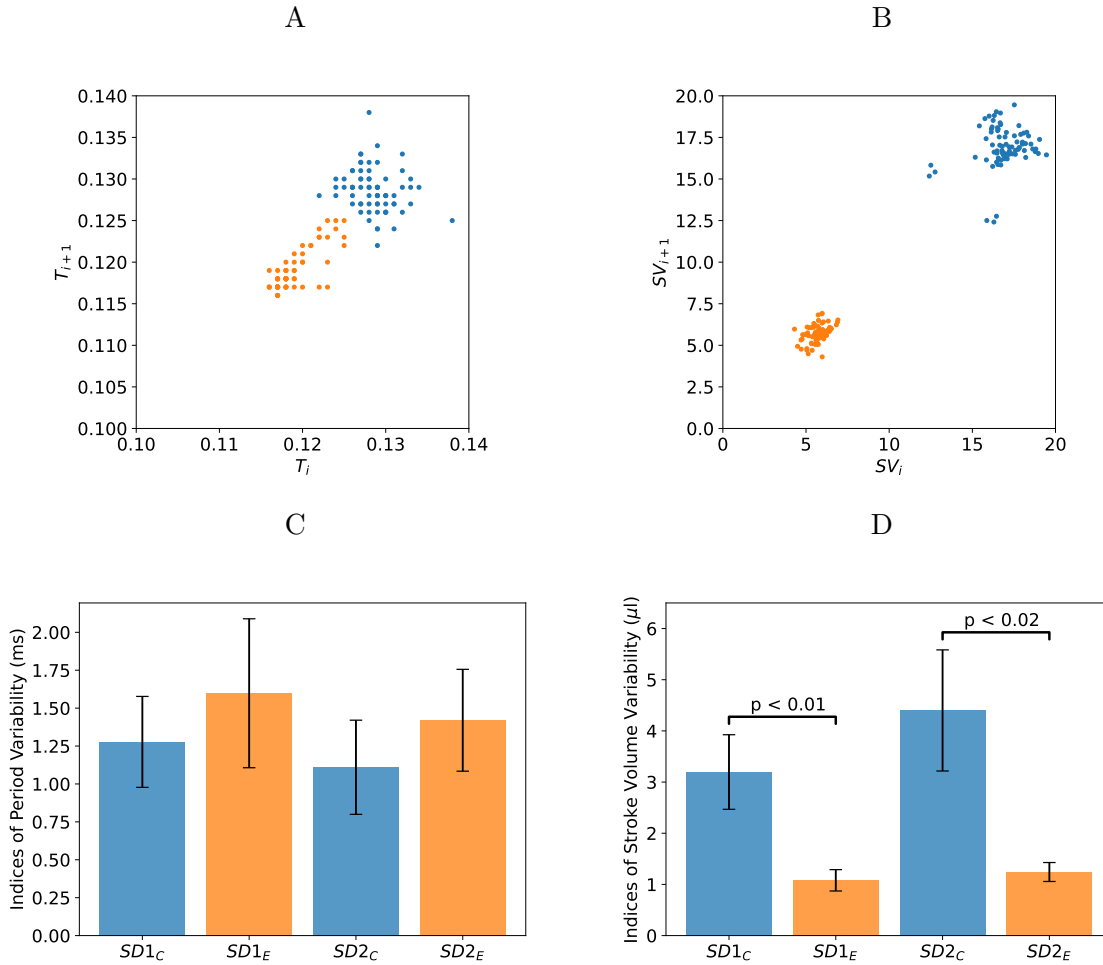 A
0.140
0.135
0.130
0.125
0.120
0.115
0.110
0.105
0.100
0.10 0.11 0.12 0.13 0.14
T_i
T_{i+1}
B
20.0
17.5
15.0
12.5
10.0
7.5
5.0
2.5
0.0
0 5 10 15 20
SV_i
SV_{i+1}
C
Indices of Period Variability (ms)
2.00
1.75
1.50
1.25
1.00
0.75
0.50
0.25
0.00
SD1_C SD1_E SD2_C SD2_E
D
Indices of Stroke Volume Variability (μl)
6
5
4
3
2
1
0
p < 0.01
p < 0.02
SD1_C SD1_E SD2_C SD2_E